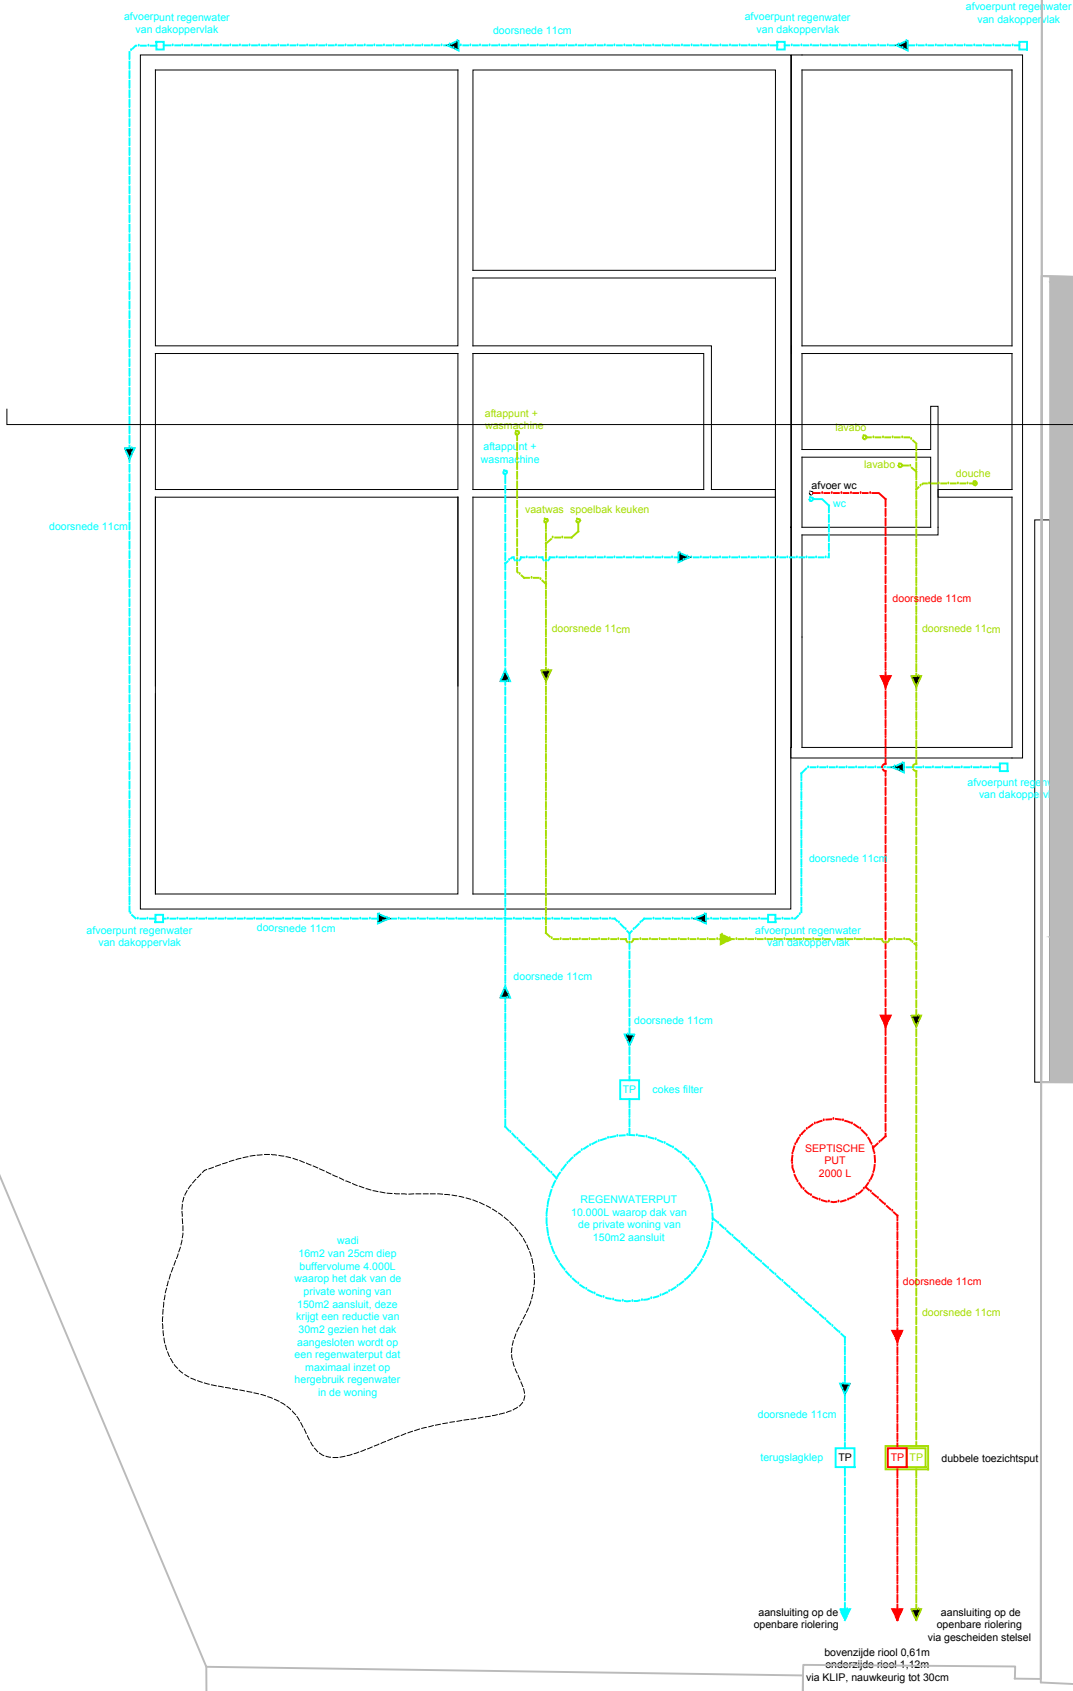 afvoerpunt regenwater
van dakoppervlak
doorsnede 11cm
afvoerpunt regenwater
van dakoppervlak
afvoerpunt regenwater
van dakoppervlak
aftappunt +
wasmachine
aftappunt +
wasmachine
lavabo
lavabo
douche
afvoer wc
wc
vaatwas spoelbak keuken
doorsnede 11cm
doorsnede 11cm
doorsnede 11cm
doorsnede 11cm
afvoerpunt regen
van dakopperv
doorsnede 11cm
afvoerpunt regenwater
van dakoppervlak
doorsnede 11cm
afvoerpunt regenwater
van dakoppervlak
doorsnede 11cm
doorsnede 11cm
TP
cokes filter
SEPTISCHE
PUT
2000 L
REGENWATERPUT
10.000L waarop dak van
de private woning van
150m2 aansluit
wadi
16m2 van 25cm diep
buffervolume 4.000L
waarop het dak van de
private woning van
150m2 aansluit, deze
krijgt een reductie van
30m2 gezien het dak
aangesloten wordt op
een regenwaterput dat
maximaal inzet op
hergebruik regenwater
in de woning
doorsnede 11cm
doorsnede 11cm
doorsnede 11cm
terugslagklep
TP
TP
TP
dubbele toezichtsput
aansluiting op de
openbare riolering
aansluiting op de
openbare riolering
via gescheiden stelsel
bovenzijde riool 0,61m
onderzijde riool 1,12m
via KLIP, nauwkeurig tot 30cm